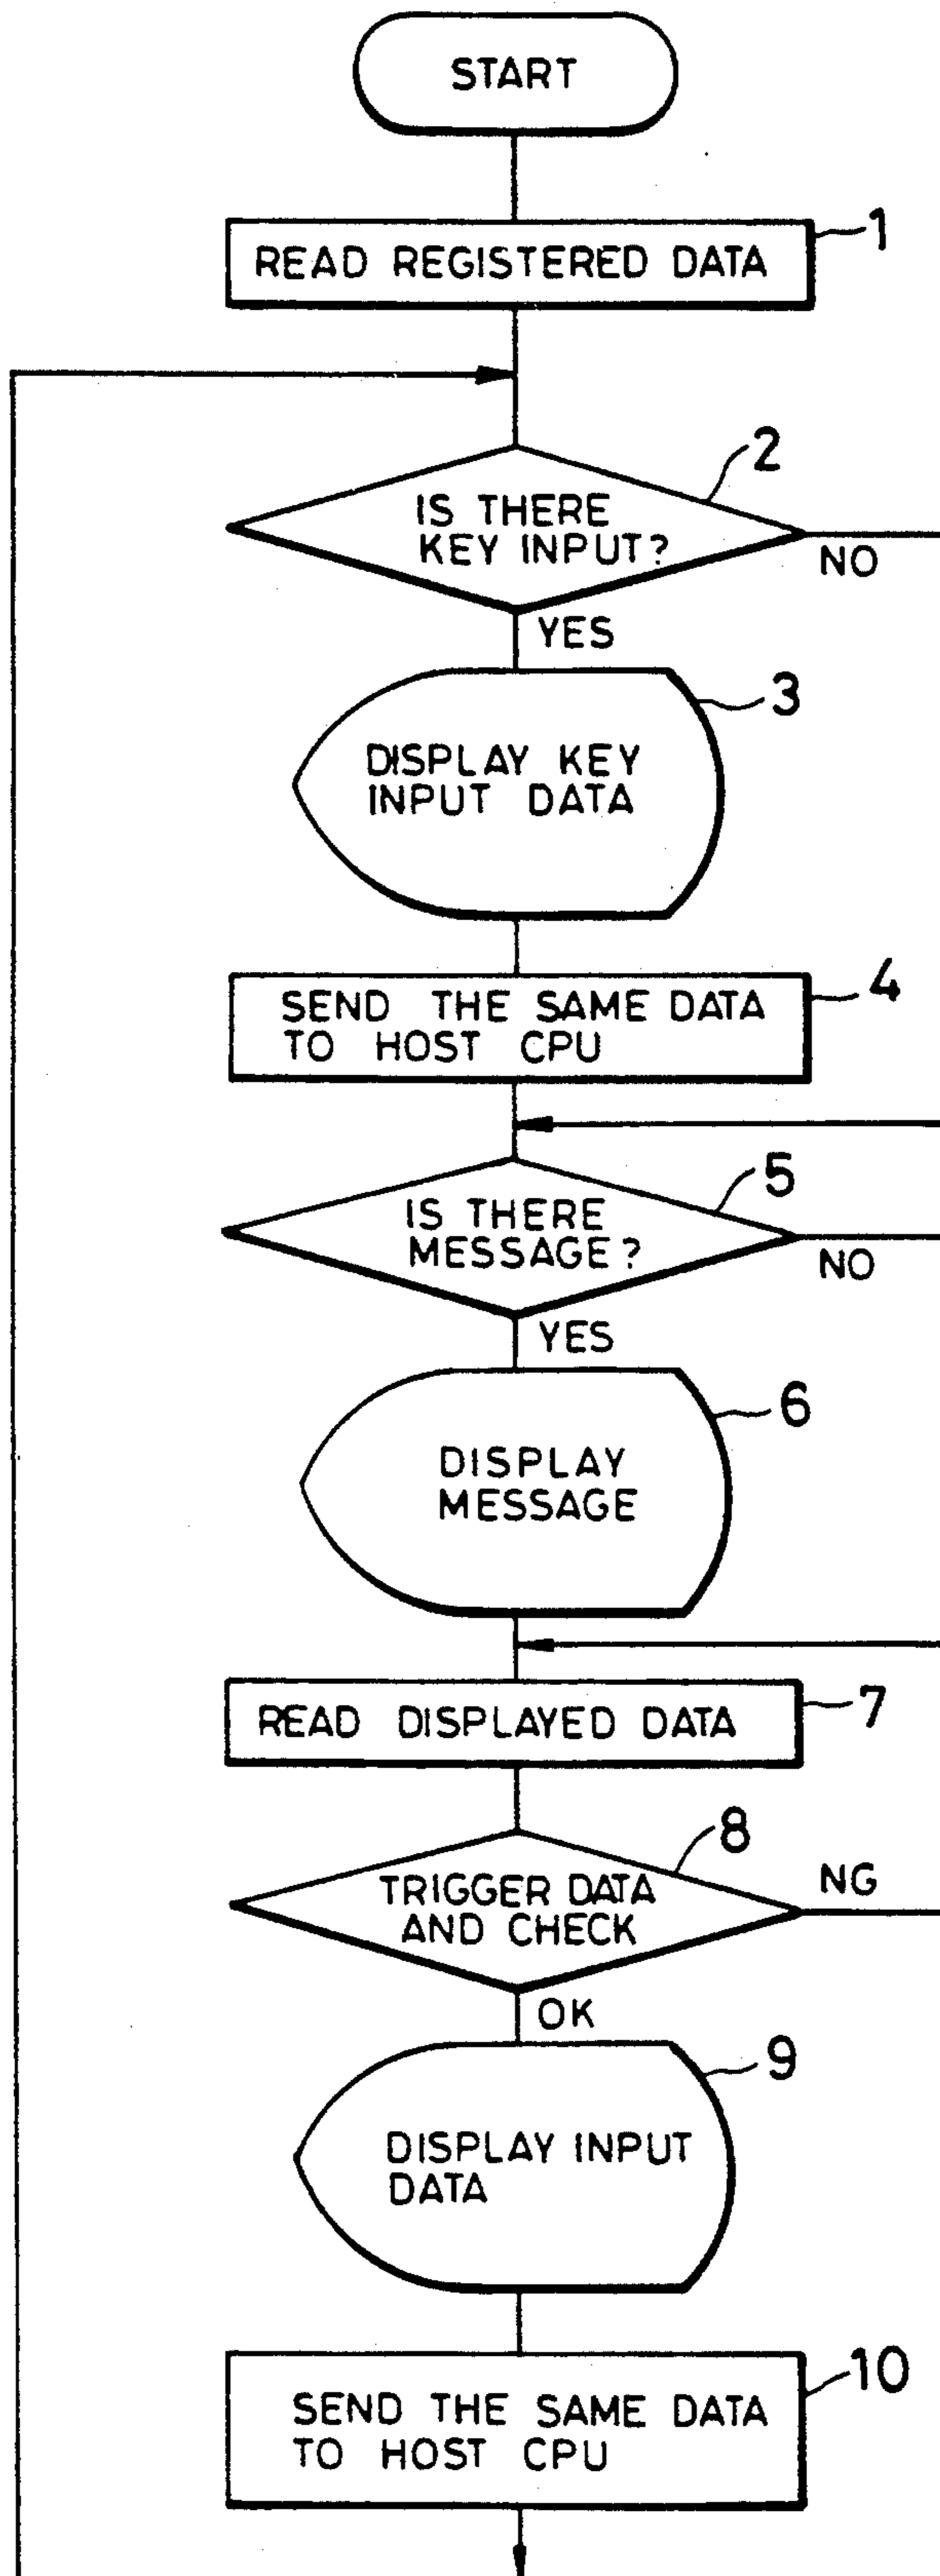 START
READ REGISTERED DATA
1
2
IS THERE
KEY INPUT?
NO
YES
3
DISPLAY KEY
INPUT DATA
4
SEND THE SAME DATA
TO HOST CPU
5
IS THERE
MESSAGE?
NO
YES
6
DISPLAY
MESSAGE
7
READ DISPLAYED DATA
8
TRIGGER DATA
AND CHECK
NG
OK
9
DISPLAY INPUT
DATA
10
SEND THE SAME DATA
TO HOST CPU